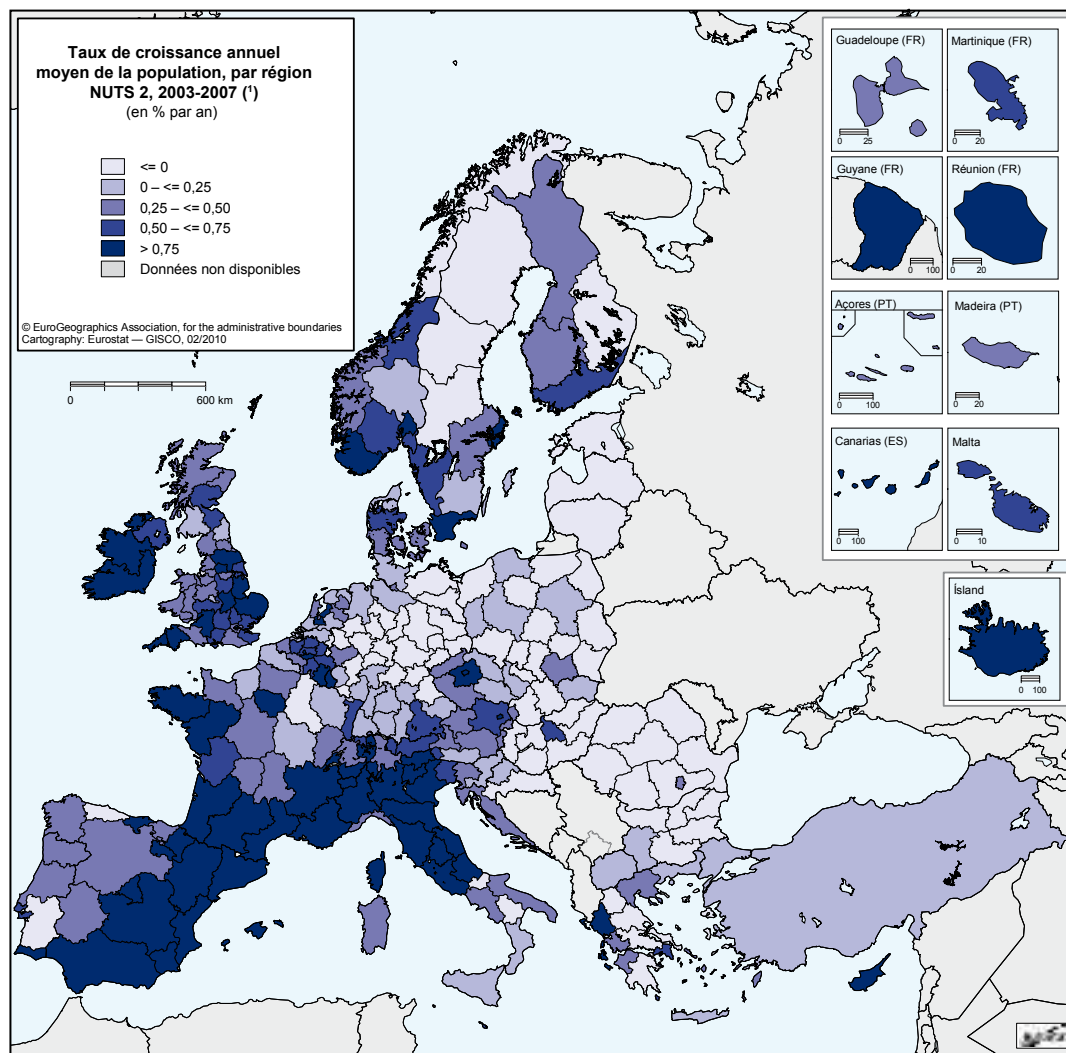 Taux de croissance annuel
moyen de la population, par région
NUTS 2, 2003-2007 (¹)
(en % par an)
<= 0
0 – <= 0,25
0,25 – <= 0,50
0,50 – <= 0,75
> 0,75
Données non disponibles
© EuroGeographics Association, for the administrative boundaries
Cartography: Eurostat — GISCO, 02/2010
0 600 km
Guadeloupe (FR)
0 25
Martinique (FR)
0 20
Guyane (FR)
0 100
Réunion (FR)
0 20
Açores (PT)
0 100
Madeira (PT)
0 20
Canarias (ES)
0 100
Malta
0 10
Ísland
0 100